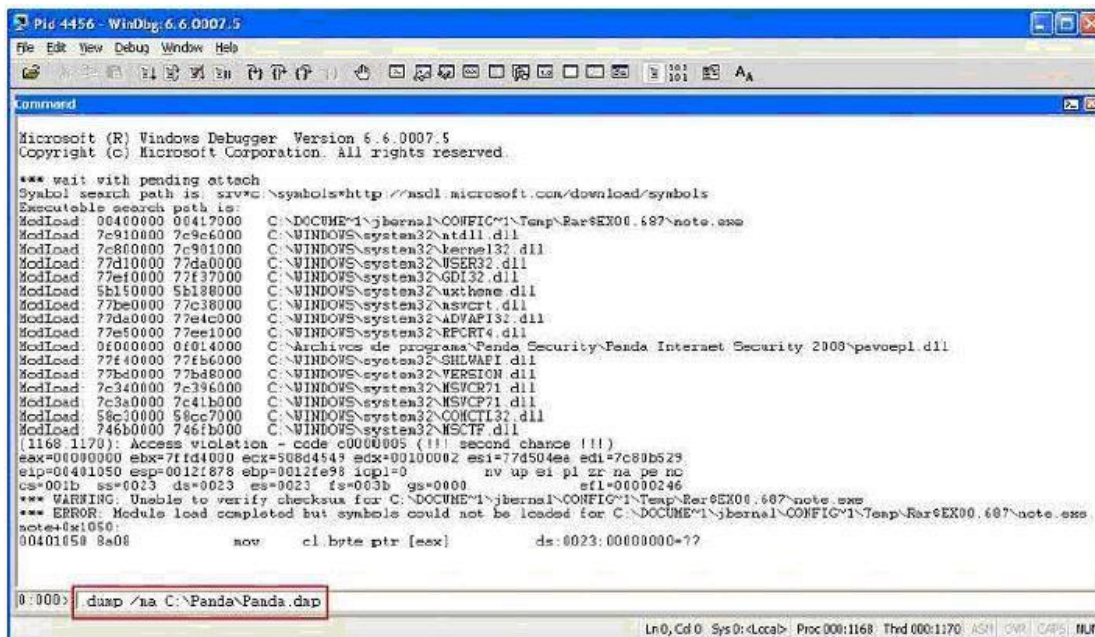 Pid 4456 - WinDbg:6.6.0007.5
File Edit View Debug Window Help
Command
Microsoft (R) Windows Debugger Version 6.6.0007.5
Copyright (c) Microsoft Corporation. All rights reserved.
*** wait with pending attach
Symbol search path is: srv*c:\symbols*http://msdl.microsoft.com/download/symbols
Executable search path is:
ModLoad: 00400000 00417000 C:\DOCUME~1\jbernal\CONFIG~1\Temp\Rar$EX00.687\note.exe
ModLoad: 7c910000 7c9c6000 C:\WINDOWS\system32\ntdll.dll
ModLoad: 7c800000 7c901000 C:\WINDOWS\system32\kernel32.dll
ModLoad: 77d10000 77da0000 C:\WINDOWS\system32\USER32.dll
ModLoad: 77ef0000 77f37000 C:\WINDOWS\system32\GDI32.dll
ModLoad: 5b150000 5b188000 C:\WINDOWS\system32\uxtheme.dll
ModLoad: 77be0000 77c38000 C:\WINDOWS\system32\msvcrt.dll
ModLoad: 77da0000 77e4c000 C:\WINDOWS\system32\ADVAPI32.dll
ModLoad: 77e50000 77ee1000 C:\WINDOWS\system32\RPCRT4.dll
ModLoad: 0f000000 0f014000 C:\Archivos de programa\Panda Security\Panda Internet Security 2008\pavoepl.dll
ModLoad: 77f40000 77fb6000 C:\WINDOWS\system32\SHLWAPI.dll
ModLoad: 77bd0000 77bd8000 C:\WINDOWS\system32\VERSION.dll
ModLoad: 7c340000 7c396000 C:\WINDOWS\system32\MSVCR71.dll
ModLoad: 7c3a0000 7c41b000 C:\WINDOWS\system32\MSVCP71.dll
ModLoad: 58c30000 58cc7000 C:\WINDOWS\system32\COMCTL32.dll
ModLoad: 746b0000 746fb000 C:\WINDOWS\system32\MSCTF.dll
(1168.1170): Access violation - code c0000005 (!!! second chance !!!)
eax=00000000 ebx=7ffd4000 ecx=508d4549 edx=00100002 esi=77d504ea edi=7c80b529
eip=00401050 esp=0012f878 ebp=0012fe98 iopl=0 nv up ei pl zr na pe nc
cs=001b ss=0023 ds=0023 es=0023 fs=003b gs=0000 efl=00000246
*** WARNING: Unable to verify checksum for C:\DOCUME~1\jbernal\CONFIG~1\Temp\Rar$EX00.687\note.exe
*** ERROR: Module load completed but symbols could not be loaded for C:\DOCUME~1\jbernal\CONFIG~1\Temp\Rar$EX00.687\note.exe
note+0x1050:
00401050 8a08 mov cl,byte ptr [eax] ds:0023:00000000=??
0:000> .dump /ma C:\Panda\Panda.dmp
Ln 0, Col 0 Sys 0:<Local> Proc 000:1168 Thrd 000:1170 ASM OVR CAPS NUM